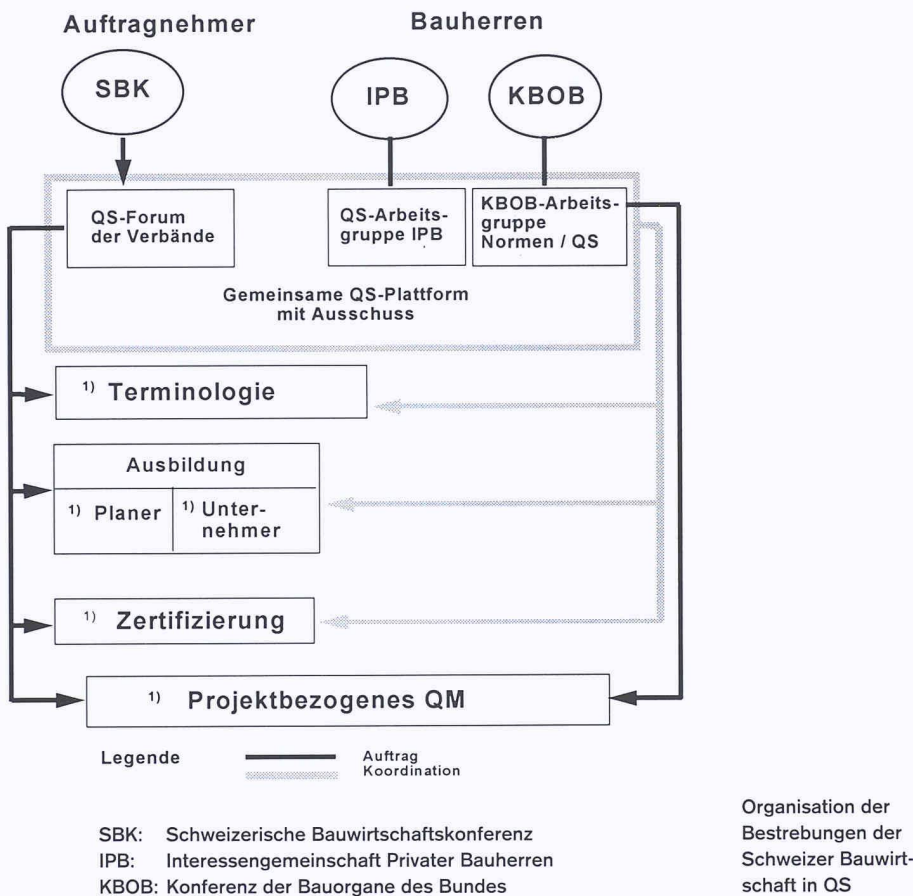 Auftragnehmer
Bauherren
SBK
IPB
KBOB
QS-Forum
der Verbände
QS-Arbeits-
gruppe IPB
KBOB-Arbeits-
gruppe
Normen / QS
Gemeinsame QS-Plattform
mit Ausschuss
1) Terminologie
Ausbildung
1) Planer
1) Unter-
nehmer
1) Zertifizierung
1) Projektbezogenes QM
Legende
Auftrag
Koordination
SBK: Schweizerische Bauwirtschaftskonferenz
IPB: Interessengemeinschaft Privater Bauherren
KBOB: Konferenz der Bauorgane des Bundes
Organisation der
Bestrebungen der
Schweizer Bauwirt-
schaft in QS